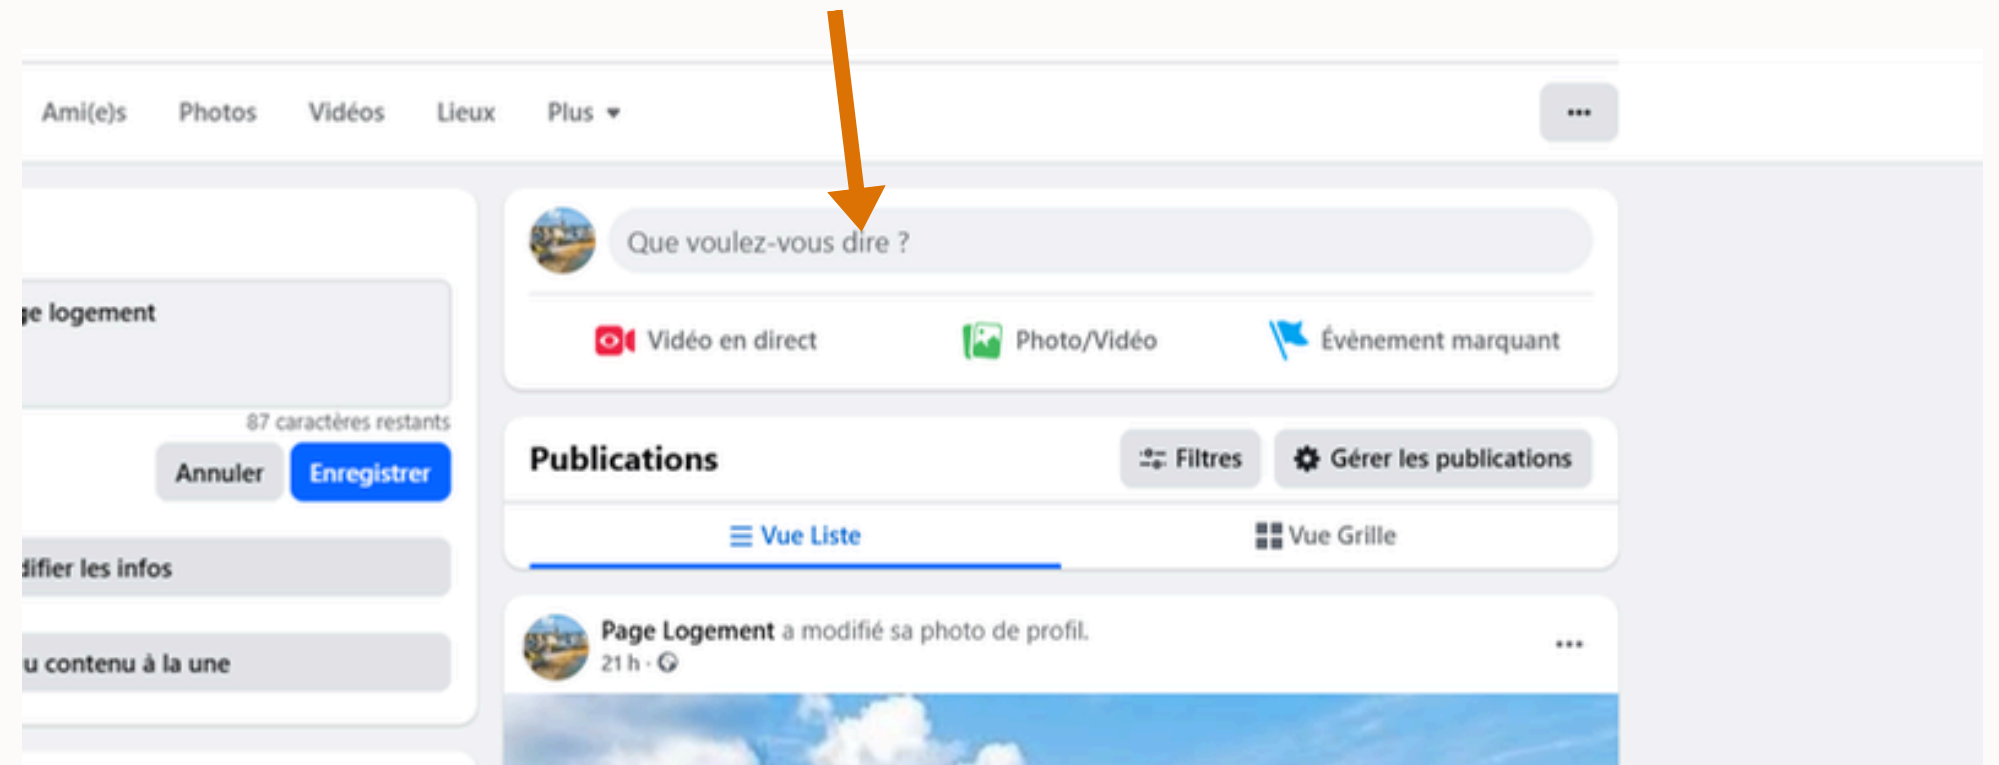 Ami(e)s Photos Vidéos Lieux Plus
Que voulez-vous dire ?
logement
Vidéo en direct Photo/Vidéo Évènement marquant
87 caractères restants
Annuler Enregistrer
Publications Filtres Gérer les publications
Vue Liste Vue Grille
les infos
contenu à la une
Page Logement a modifié sa photo de profil.
21 h